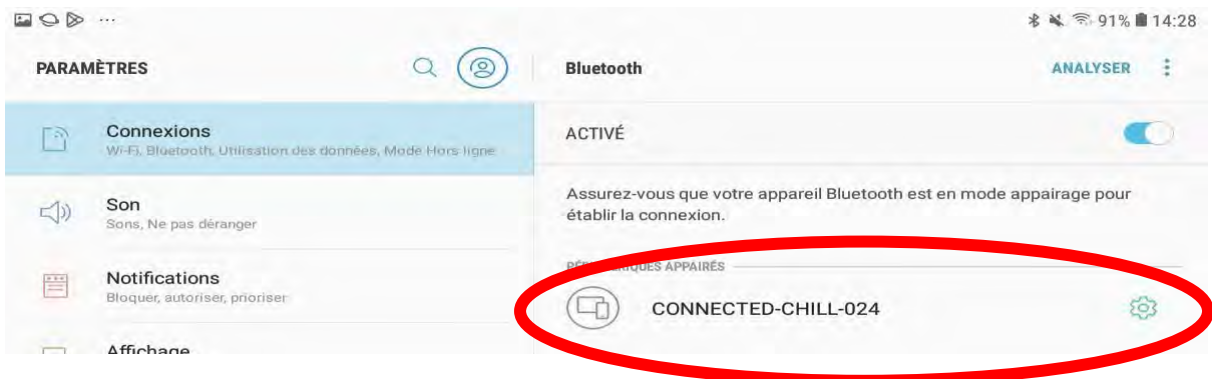 ... 91% 14:28
PARAMÈTRES
Connexions
Wi-Fi, Bluetooth, Utilisation des données, Mode Hors ligne
Son
Sons, Ne pas déranger
Notifications
Bloquer, autoriser, prioriser
Affichage
Bluetooth ANALYSER
ACTIVÉ
Assurez-vous que votre appareil Bluetooth est en mode appairage pour
établir la connexion.
PÉRIPHÉRIQUES APPAIRÉS
CONNECTED-CHILL-024